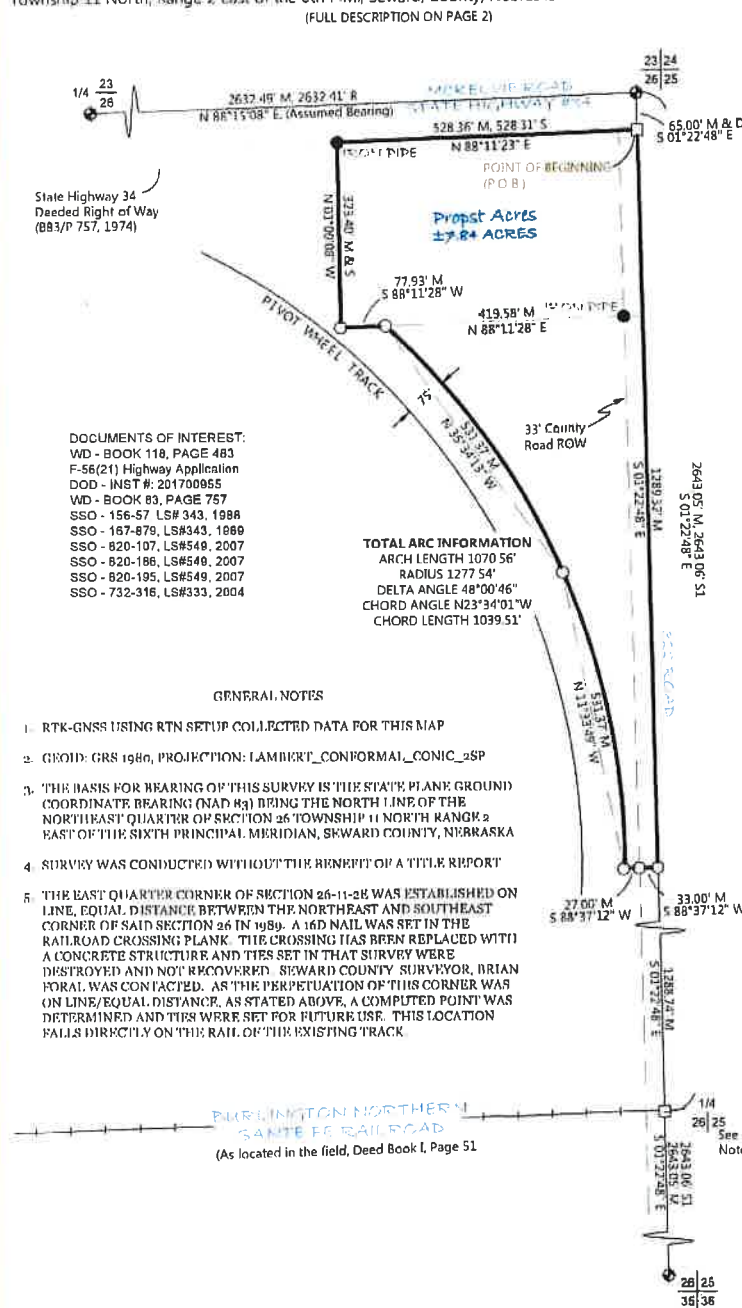 (FULL DESCRIPTION ON PAGE 2)
23 24
26 25
1/4 23
26
2632.49' M, 2632.41' R
N 88°15'08" E, (Assumed Bearing)
MCKELVIE ROAD
STATE HIGHWAY #34
65.00' M & D
S 01°22'48" E
528.36' M, 528.31' S
N 88°11'23" E
IRON PIPE
POINT OF BEGINNING
(P.O.B)
State Highway 34
Deeded Right of Way
(B83/P 757, 1974)
323.40' M & S
N 01°00'08" W
Propst Acres
±7.84 ACRES
77.93' M
S 88°11'28" W
IRON PIPE
419.58' M
N 88°11'28" E
PIVOT WHEEL TRACK
75'
531.37' M
N 35°34'13" W
33' County
Road ROW
1289.57' M
S 01°22'48" E
2643.05' M, 2643.06' S1
S 01°22'48" E
DOCUMENTS OF INTEREST:
WD - BOOK 118, PAGE 483
F-56(21) Highway Application
DOD - INST #: 201700955
WD - BOOK 83, PAGE 757
SSO - 156-57 LS# 343, 1988
SSO - 167-879, LS#343, 1989
SSO - 820-107, LS#549, 2007
SSO - 820-186, LS#549, 2007
SSO - 820-195, LS#549, 2007
SSO - 732-316, LS#333, 2004
TOTAL ARC INFORMATION
ARCH LENGTH 1070.56'
RADIUS 1277.54'
DELTA ANGLE 48°00'46"
CHORD ANGLE N23°34'01"W
CHORD LENGTH 1039.51'
ROAD
531.37' M
N 11°33'49" W
GENERAL NOTES
1. RTK-GNSS USING RTN SETUP COLLECTED DATA FOR THIS MAP
2. GEOID: GRS 1980, PROJECTION: LAMBERT_CONFORMAL_CONIC_2SP
3. THE BASIS FOR BEARING OF THIS SURVEY IS THE STATE PLANE GROUND
COORDINATE BEARING (NAD 83) BEING THE NORTH LINE OF THE
NORTHEAST QUARTER OF SECTION 26 TOWNSHIP 11 NORTH RANGE 2
EAST OF THE SIXTH PRINCIPAL MERIDIAN, SEWARD COUNTY, NEBRASKA
4. SURVEY WAS CONDUCTED WITHOUT THE BENEFIT OF A TITLE REPORT
5. THE EAST QUARTER CORNER OF SECTION 26-11-2E WAS ESTABLISHED ON
LINE, EQUAL DISTANCE BETWEEN THE NORTHEAST AND SOUTHEAST
CORNER OF SAID SECTION 26 IN 1989. A 16D NAIL WAS SET IN THE
RAILROAD CROSSING PLANK. THE CROSSING HAS BEEN REPLACED WITH
A CONCRETE STRUCTURE AND TIES SET IN THAT SURVEY WERE
DESTROYED AND NOT RECOVERED. SEWARD COUNTY SURVEYOR, BRIAN
FORAL WAS CONTACTED. AS THE PERPETUATION OF THIS CORNER WAS
ON LINE/EQUAL DISTANCE, AS STATED ABOVE, A COMPUTED POINT WAS
DETERMINED AND TIES WERE SET FOR FUTURE USE. THIS LOCATION
FALLS DIRECTLY ON THE RAIL OF THE EXISTING TRACK
27.00' M
S 88°37'12" W
33.00' M
S 88°37'12" W
1288.74' M
S 01°22'48" E
BURLINGTON NORTHERN
SANTE FE RAILROAD
(As located in the field, Deed Book I, Page 51
1/4
26 25
See
Note
2643.06' S1
2643.05' M
S 01°22'48" E
26 25
35 36